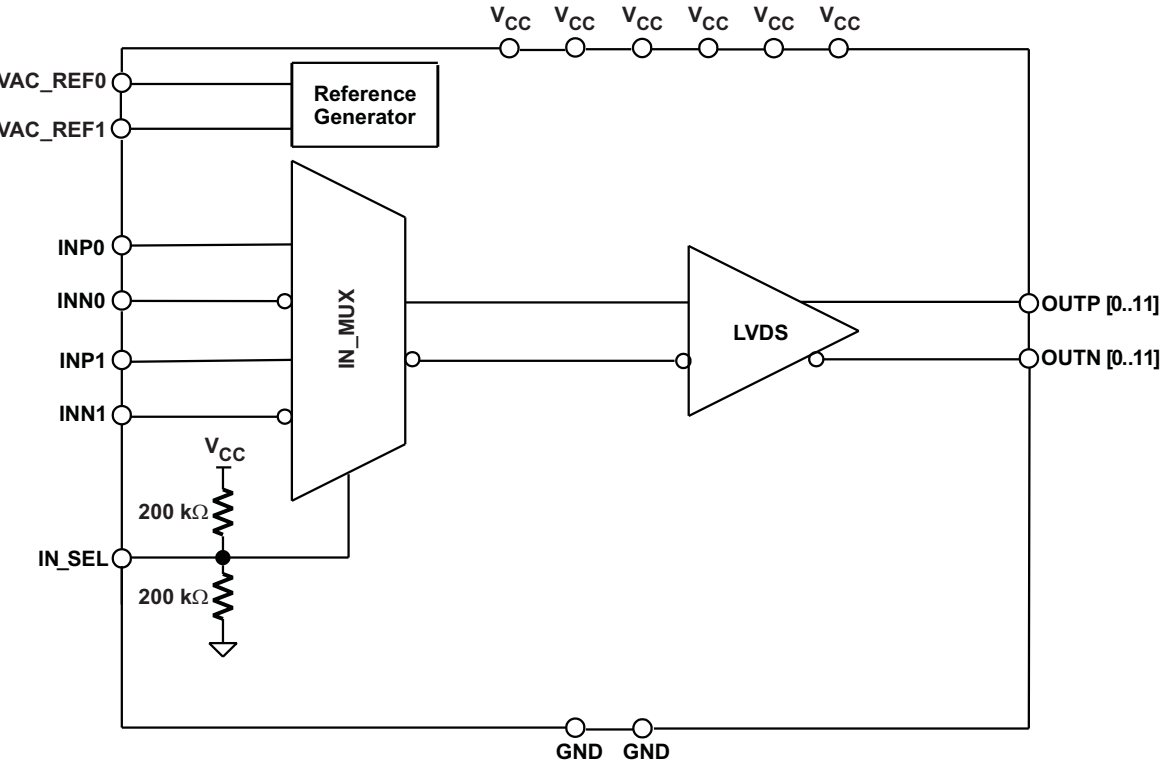 VCC VCC VCC VCC VCC VCC
VAC_REF0
VAC_REF1
Reference
Generator
INP0
INN0
INP1
INN1
IN_MUX
LVDS
OUTP [0..11]
OUTN [0..11]
VCC
200 kΩ
IN_SEL
200 kΩ
GND GND